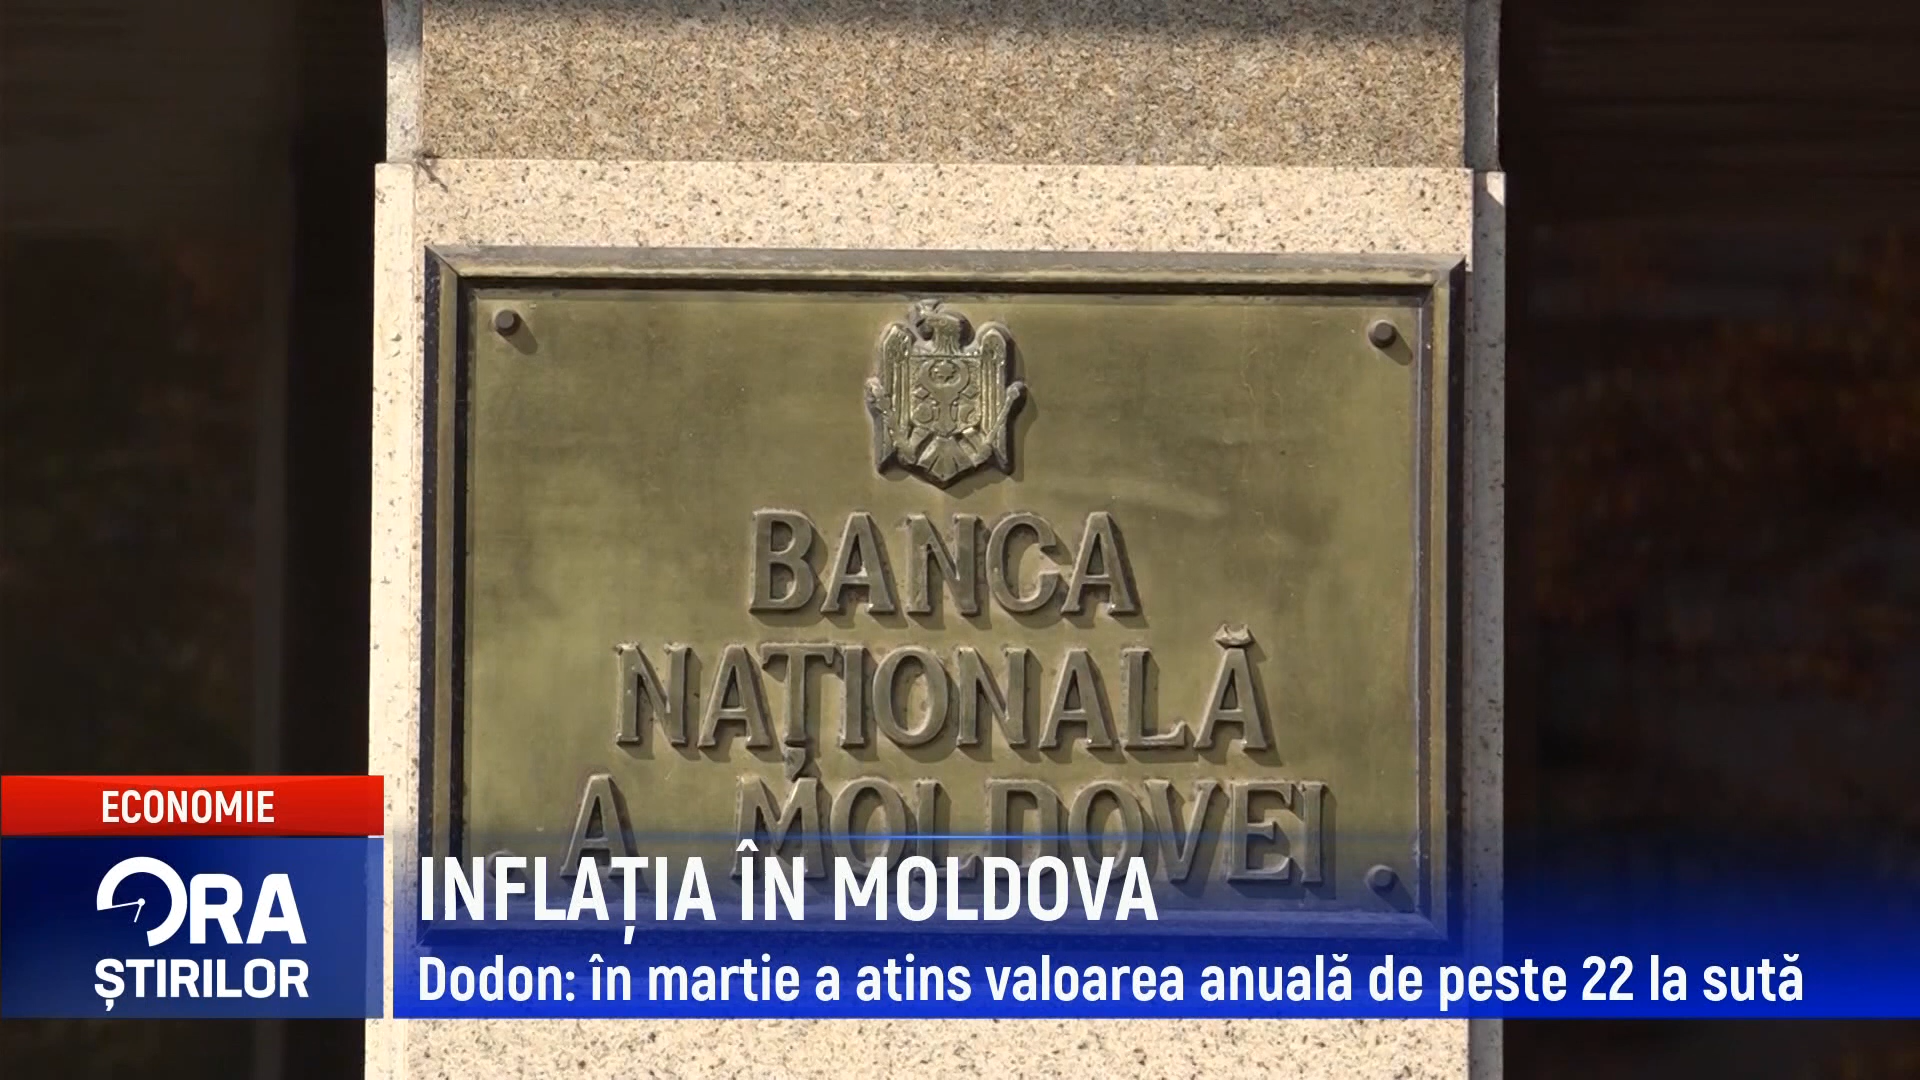 BANCA
NAȚIONALĂ
A MOLDOVEI
ECONOMIE
ORA
ȘTIRILOR
INFLAȚIA ÎN MOLDOVA
Dodon: în martie a atins valoarea anuală de peste 22 la sută